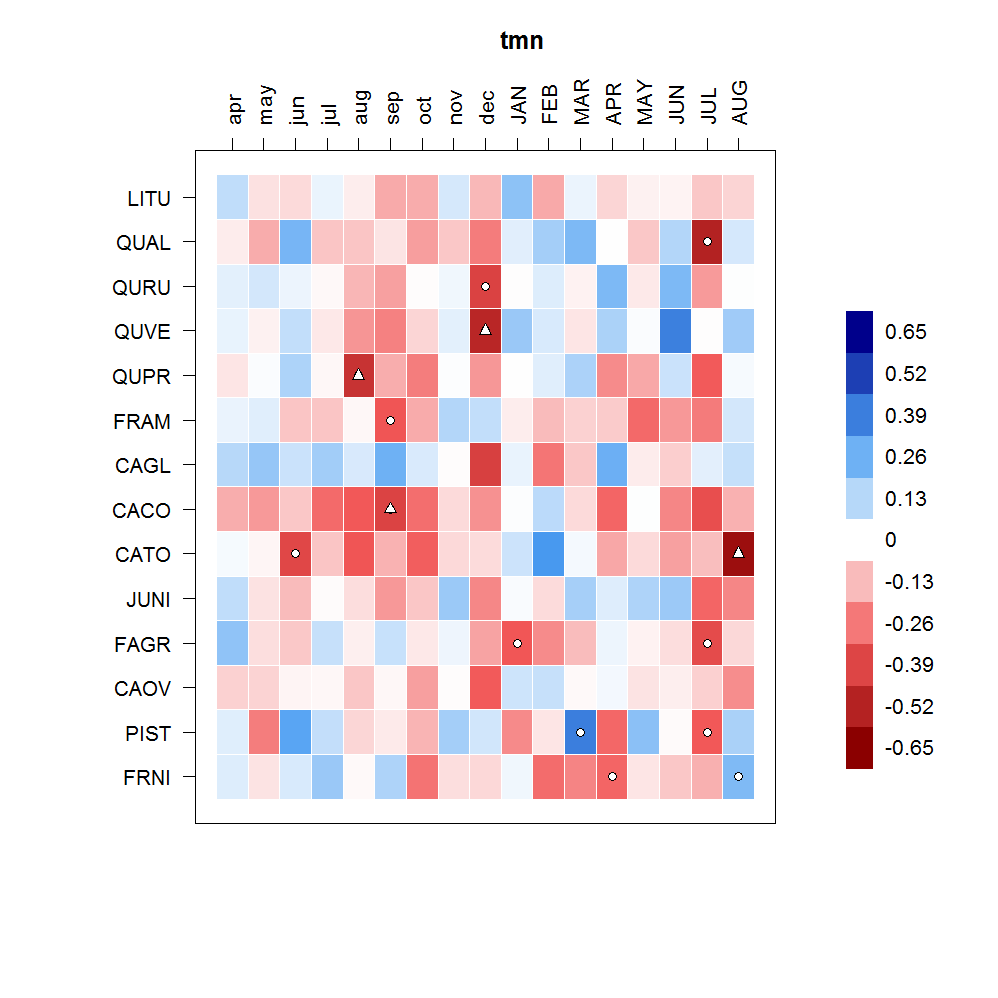 tmn
apr may jun jul aug sep oct nov dec JAN FEB MAR APR MAY JUN JUL AUG
LITU
QUAL
QURU
QUVE
QUPR
FRAM
CAGL
CACO
CATO
JUNI
FAGR
CAOV
PIST
FRNI
0.65
0.52
0.39
0.26
0.13
0
-0.13
-0.26
-0.39
-0.52
-0.65